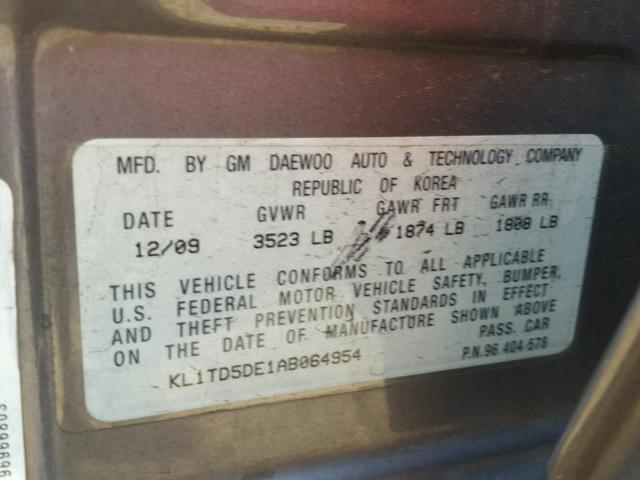 MFD. BY GM DAEWOO AUTO & TECHNOLOGY COMPANY
REPUBLIC OF KOREA
DATE GVWR GAWR FRT GAWR RR
12/09 3523 LB 1874 LB 1808 LB
THIS VEHICLE CONFORMS TO ALL APPLICABLE
U.S. FEDERAL MOTOR VEHICLE SAFETY, BUMPER,
AND THEFT PREVENTION STANDARDS IN EFFECT
ON THE DATE OF MANUFACTURE SHOWN ABOVE
PASS. CAR
KL1TD5DE1AB064954 P.N.96 404 578